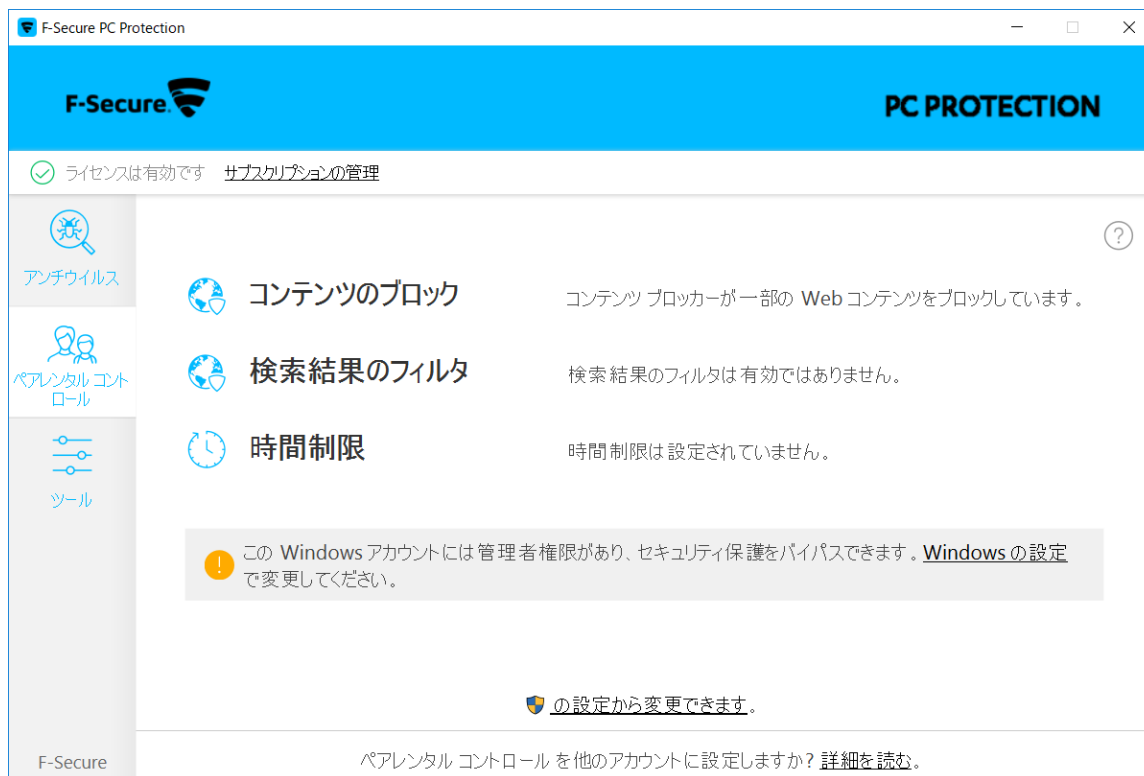 F-Secure PC Protection
F-Secure.
PC PROTECTION
ライセンスは有効です サブスクリプションの管理
アンチウイルス
ペアレンタル コント
ロール
ツール
F-Secure
コンテンツのブロック
コンテンツ ブロッカーが一部の Web コンテンツをブロックしています。
検索結果のフィルタ
検索結果のフィルタは有効ではありません。
時間制限
時間制限は設定されていません。
この Windows アカウントには管理者権限があり、セキュリティ保護をバイパスできます。Windows の設定
で変更してください。
の設定から変更できます。
ペアレンタル コントロール を他のアカウントに設定しますか? 詳細を読む。